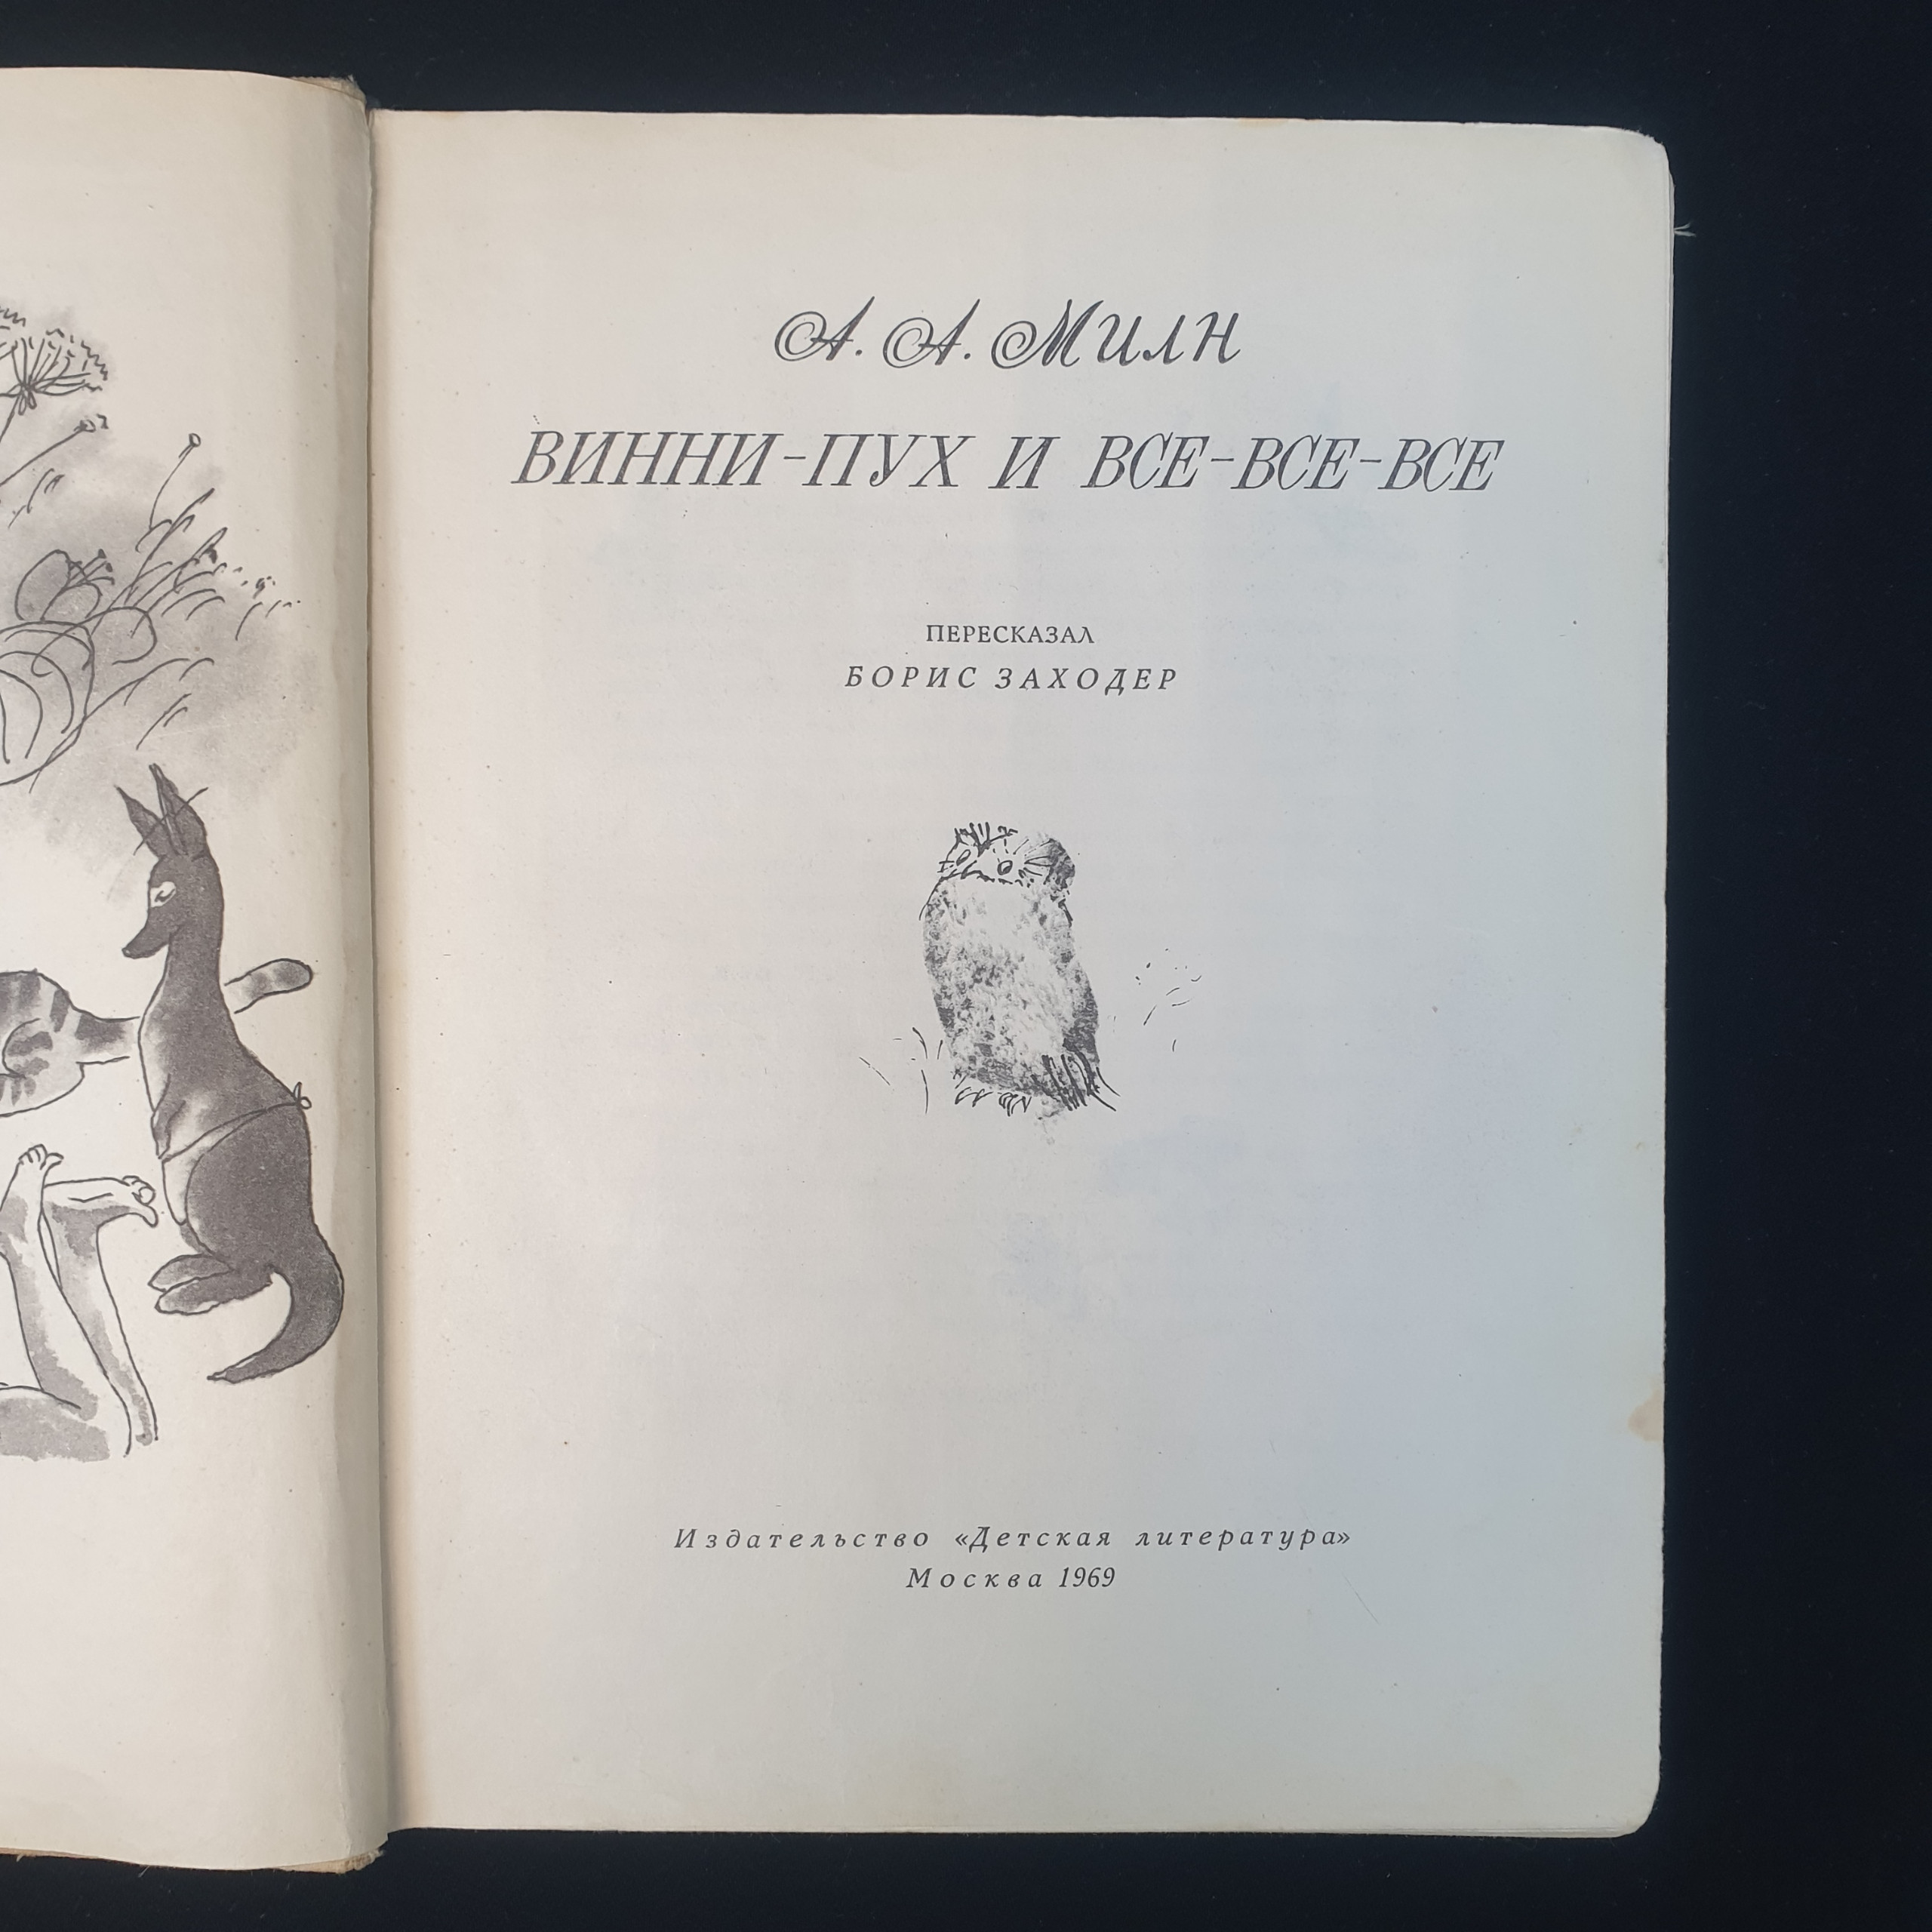 А. А. Милн
ВИННИ-ПУХ И ВСЕ-ВСЕ-ВСЕ
ПЕРЕСКАЗАЛ
БОРИС ЗАХОДЕР
Издательство «Детская литература»
Москва 1969